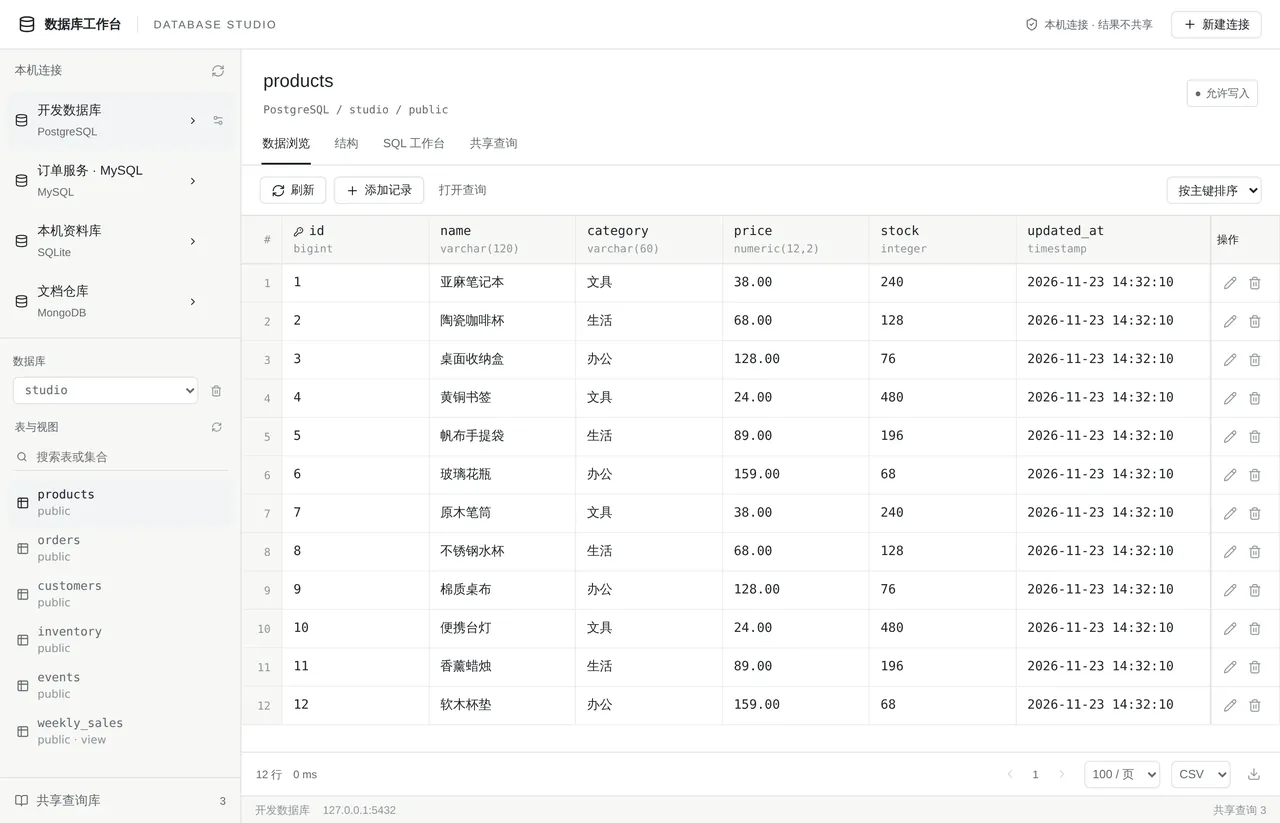 数据库工作台 DATABASE STUDIO 本机连接 · 结果不共享 新建连接
本机连接
开发数据库
PostgreSQL
订单服务 · MySQL
MySQL
本机资料库
SQLite
文档仓库
MongoDB
数据库
studio
表与视图
搜索表或集合
products
public
orders
public
customers
public
inventory
public
events
public
weekly_sales
public · view
共享查询库 3
products
PostgreSQL / studio / public
允许写入
数据浏览 结构 SQL 工作台 共享查询
刷新 添加记录 打开查询 按主键排序
# id name category price stock updated_at 操作
bigint varchar(120) varchar(60) numeric(12,2) integer timestamp
1 1 亚麻笔记本 文具 38.00 240 2026-11-23 14:32:10
2 2 陶瓷咖啡杯 生活 68.00 128 2026-11-23 14:32:10
3 3 桌面收纳盒 办公 128.00 76 2026-11-23 14:32:10
4 4 黄铜书签 文具 24.00 480 2026-11-23 14:32:10
5 5 帆布手提袋 生活 89.00 196 2026-11-23 14:32:10
6 6 玻璃花瓶 办公 159.00 68 2026-11-23 14:32:10
7 7 原木笔筒 文具 38.00 240 2026-11-23 14:32:10
8 8 不锈钢水杯 生活 68.00 128 2026-11-23 14:32:10
9 9 棉质桌布 办公 128.00 76 2026-11-23 14:32:10
10 10 便携台灯 文具 24.00 480 2026-11-23 14:32:10
11 11 香薰蜡烛 生活 89.00 196 2026-11-23 14:32:10
12 12 软木杯垫 办公 159.00 68 2026-11-23 14:32:10
12 行 0 ms 1 100 / 页 CSV
开发数据库 127.0.0.1:5432 共享查询 3